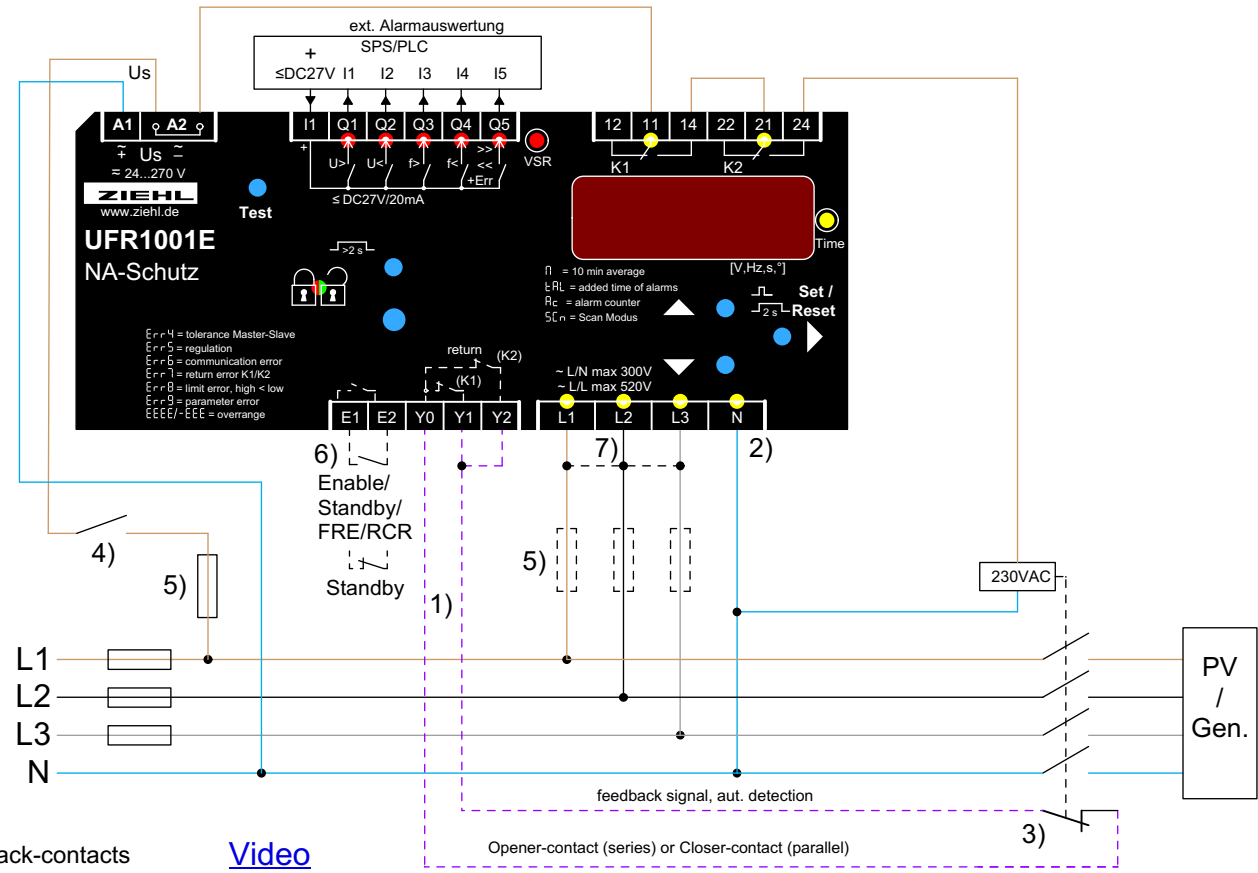 ext. Alarmauswertung
SPS/PLC
+
≤DC27V I1 I2 I3 I4 I5
Us
A1 A2
I1 Q1 Q2 Q3 Q4 Q5
12 11 14 22 21 24
+ Us
≂ 24...270 V
ZIEHL
www.ziehl.de
Test
+
U> U< f> f< >>
<<
+Err
≤ DC27V/20mA
VSR
K1 K2
UFR1001E
NA-Schutz
>2 s
Time
[V,Hz,s,°]
= 10 min average
tAL = added time of alarms
Ac = alarm counter
SCn = Scan Modus
Set /
2 s Reset
Err4 = tolerance Master-Slave
Err5 = regulation
Err6 = communication error
Err7 = return error K1/K2
Err8 = limit error, high < low
Err9 = parameter error
EEEE/-EEE = overrange
return (K2)
(K1)
~ L/N max 300V
~ L/L max 520V
E1 E2 Y0 Y1 Y2
L1 L2 L3 N
6)
Enable/
Standby/
FRE/RCR
Standby
7)
2)
4)
5)
5)
1)
230VAC
L1
L2
L3
N
PV
/
Gen.
feedback signal, aut. detection
3)
Opener-contact (series) or Closer-contact (parallel)
ack-contacts
Video